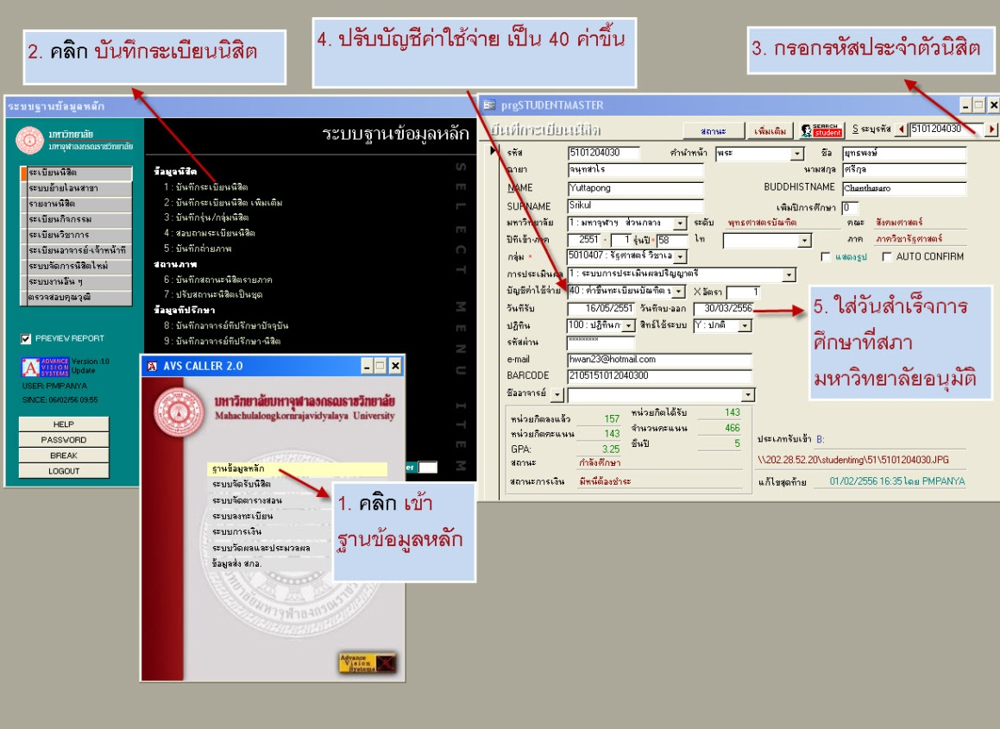 2. คลิก บันทึกระเบียนนิสิต
4. ปรับบัญชีค่าใช้จ่าย เป็น 40 ค่าขึ้น
3. กรอกรหัสประจำตัวนิสิต
ระบบฐานข้อมูลหลัก
มหาวิทยาลัย
มหาจุฬาลงกรณราชวิทยาลัย
ระเบียนนิสิต
ระบบย้ายโอนสาขา
รายงานนิสิต
ระเบียนกิจกรรม
ระเบียนวิชาการ
ระเบียนอาจารย์-เจ้าหน้าที่
ระบบจัดการนิสิตใหม่
ระบบงานอื่น ๆ
ตรวจสอบคุณวุฒิ
PREVIEW REPORT
ADVANCE
VISION
SYSTEMS
Version :10
Update
USER: PMPANYA
SINCE: 06/02/56 09:55
HELP
PASSWORD
BREAK
LOGOUT
ระบบฐานข้อมูลหลัก
ข้อมูลนิสิต
1 : บันทึกระเบียนนิสิต
2 : บันทึกระเบียนนิสิต เพิ่มเติม
3 : บันทึกรุ่น/กลุ่มนิสิต
4 : สอบถามระเบียนนิสิต
5 : บันทึกถ่ายภาพ
สถานภาพ
6 : บันทึกสถานะนิสิตรายภาค
7 : ปรับสถานะนิสิตเป็นชุด
ข้อมูลที่ปรึกษา
8 : บันทึกอาจารย์ที่ปรึกษาปัจจุบัน
9 : บันทึกอาจารย์ที่ปรึกษา-นิสิต
SELECT MENU ITEM
AVS CALLER 2.0
มหาวิทยาลัยมหาจุฬาลงกรณราชวิทยาลัย
Mahachulalongkornrajavidyalaya University
ฐานข้อมูลหลัก
ระบบจัดรับนิสิต
ระบบจัดตารางสอน
ระบบลงทะเบียน
ระบบการเงิน
ระบบวัดผลและประมวลผล
ข้อมูลส่ง สกอ.
Advance
Vision
Systems
1. คลิก เข้า
ฐานข้อมูลหลัก
prgSTUDENTMASTER
บันทึกระเบียนนิสิต
สถานะ
เพิ่มเติม
SEARCH
student
S ระบุรหัส
5101204030
รหัส 5101204030 คำนำหน้า พระ ชื่อ ยุทธพงษ์
ฉายา จนฺทสาโร นามสกุล ศรีกุล
NAME Yuttapong BUDDHISTNAME Chanthasaro
SURNAME Srikul เพิ่มปีการศึกษา 0
มหาวิทยาลัย 1 : มหาจุฬาฯ ส่วนกลาง ระดับ พุทธศาสตรบัณฑิต คณะ สังคมศาสตร์
ปีที่เข้า-ภาค 2551 - 1 รุ่นปี * 58 โท ภาค ภาควิชารัฐศาสตร์
กลุ่ม * 5010407 : รัฐศาสตร์ วิชาเอ แสดงรูป AUTO CONFIRM
การประเมินผล 1 : ระบบการประเมินผลปริญญาตรี
บัญชีค่าใช้จ่าย 40 : ค่าขึ้นทะเบียนบัณฑิต ป X อัตรา 1
วันที่รับ 16/05/2551 วันที่จบ-ออก 30/03/2556
ปฏิทิน 100 : ปฏิทินกา สิทธิ์ใช้ระบบ Y : ปกติ
รหัสผ่าน *********
e-mail hwan23@hotmail.com
BARCODE 2105151012040300
ชื่ออาจารย์
หน่วยกิตลงแล้ว 157 หน่วยกิตได้รับ 143
หน่วยกิตคะแนน 143 จำนวนคะแนน 466
GPA: 3.25 ชั้นปี 5
สถานะ กำลังศึกษา
สถานะการเงิน มีหนี้ต้องชำระ
ประเภทรับเข้า B:
\\202.28.52.20\studentimg\51\5101204030.JPG
แก้ไขสุดท้าย 01/02/2556 16:35 โดย PMPANYA
5. ใส่วันสำเร็จการ
ศึกษาที่สภา
มหาวิทยาลัยอนุมัติ